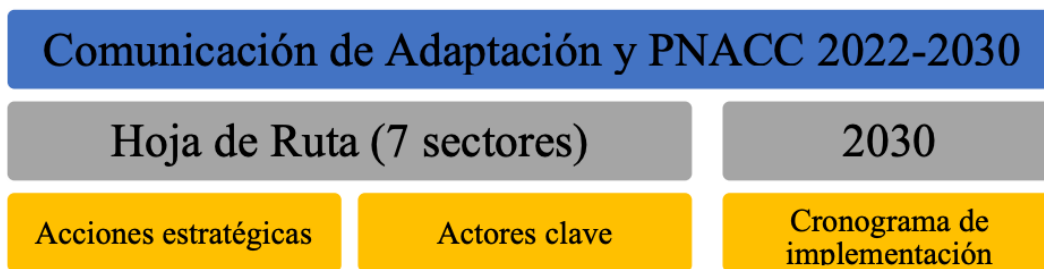 Comunicación de Adaptación y PNACC 2022-2030
Hoja de Ruta (7 sectores)
2030
Acciones estratégicas
Actores clave
Cronograma de
implementación